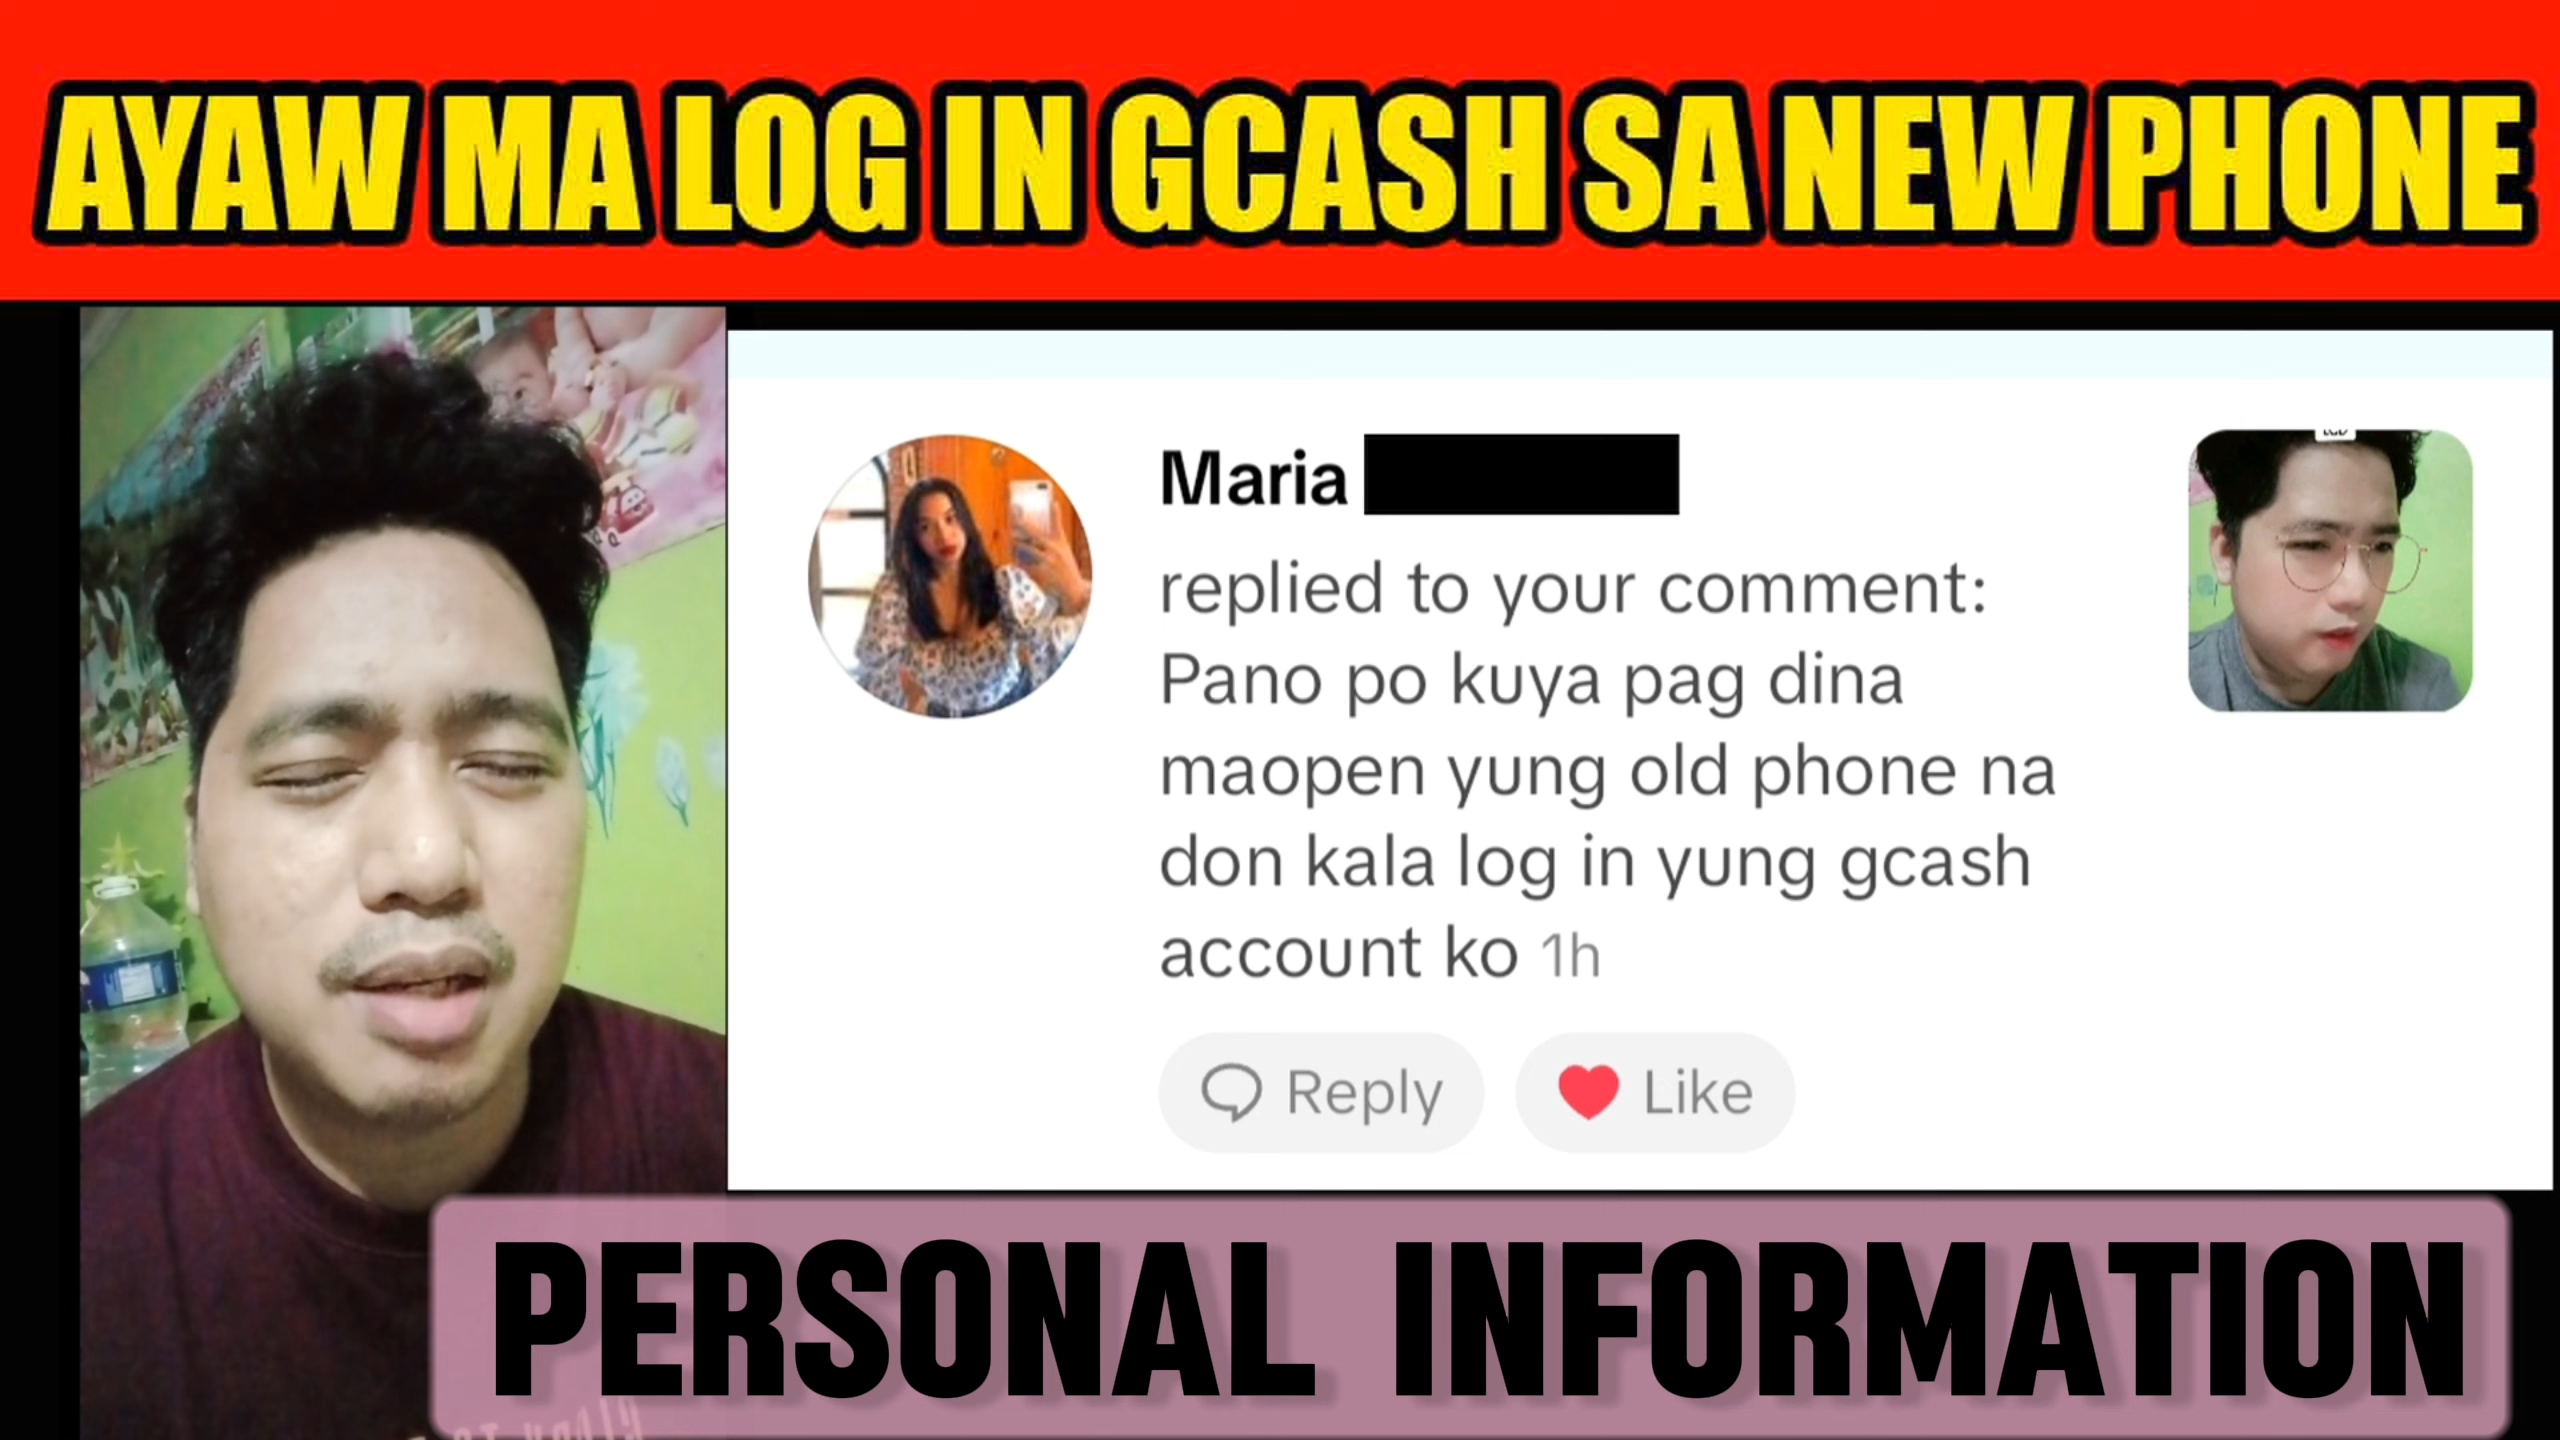 AYAW MA LOG IN GCASH SA NEW PHONE
Maria
replied to your comment:
Pano po kuya pag dina
maopen yung old phone na
don kala log in yung gcash
account ko 1h
Reply
Like
PERSONAL INFORMATION